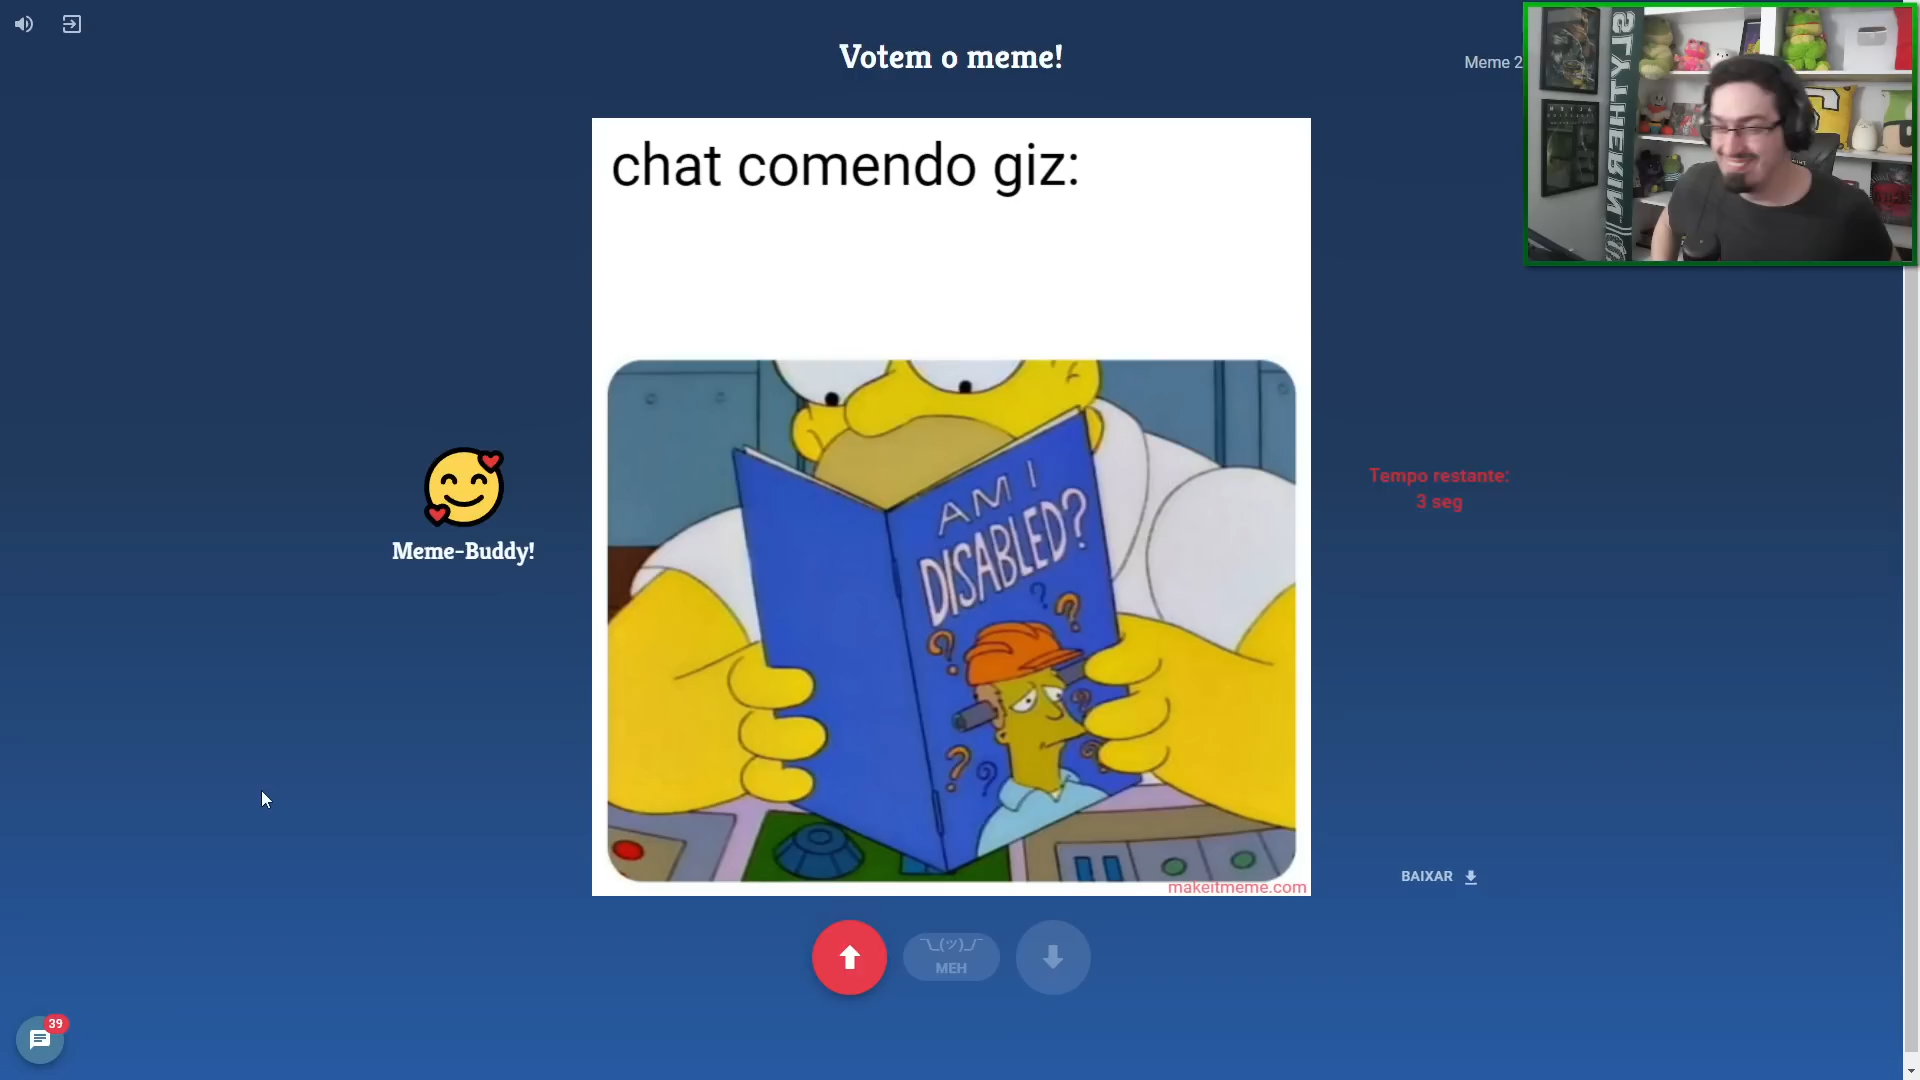 Votem o meme!
Meme 2
SLYTHERIN
chat comendo giz:
AM I
DISABLED?
Meme-Buddy!
Tempo restante:
3 seg
makeitmeme.com
BAIXAR
¯\_(ツ)_/¯
MEH
39